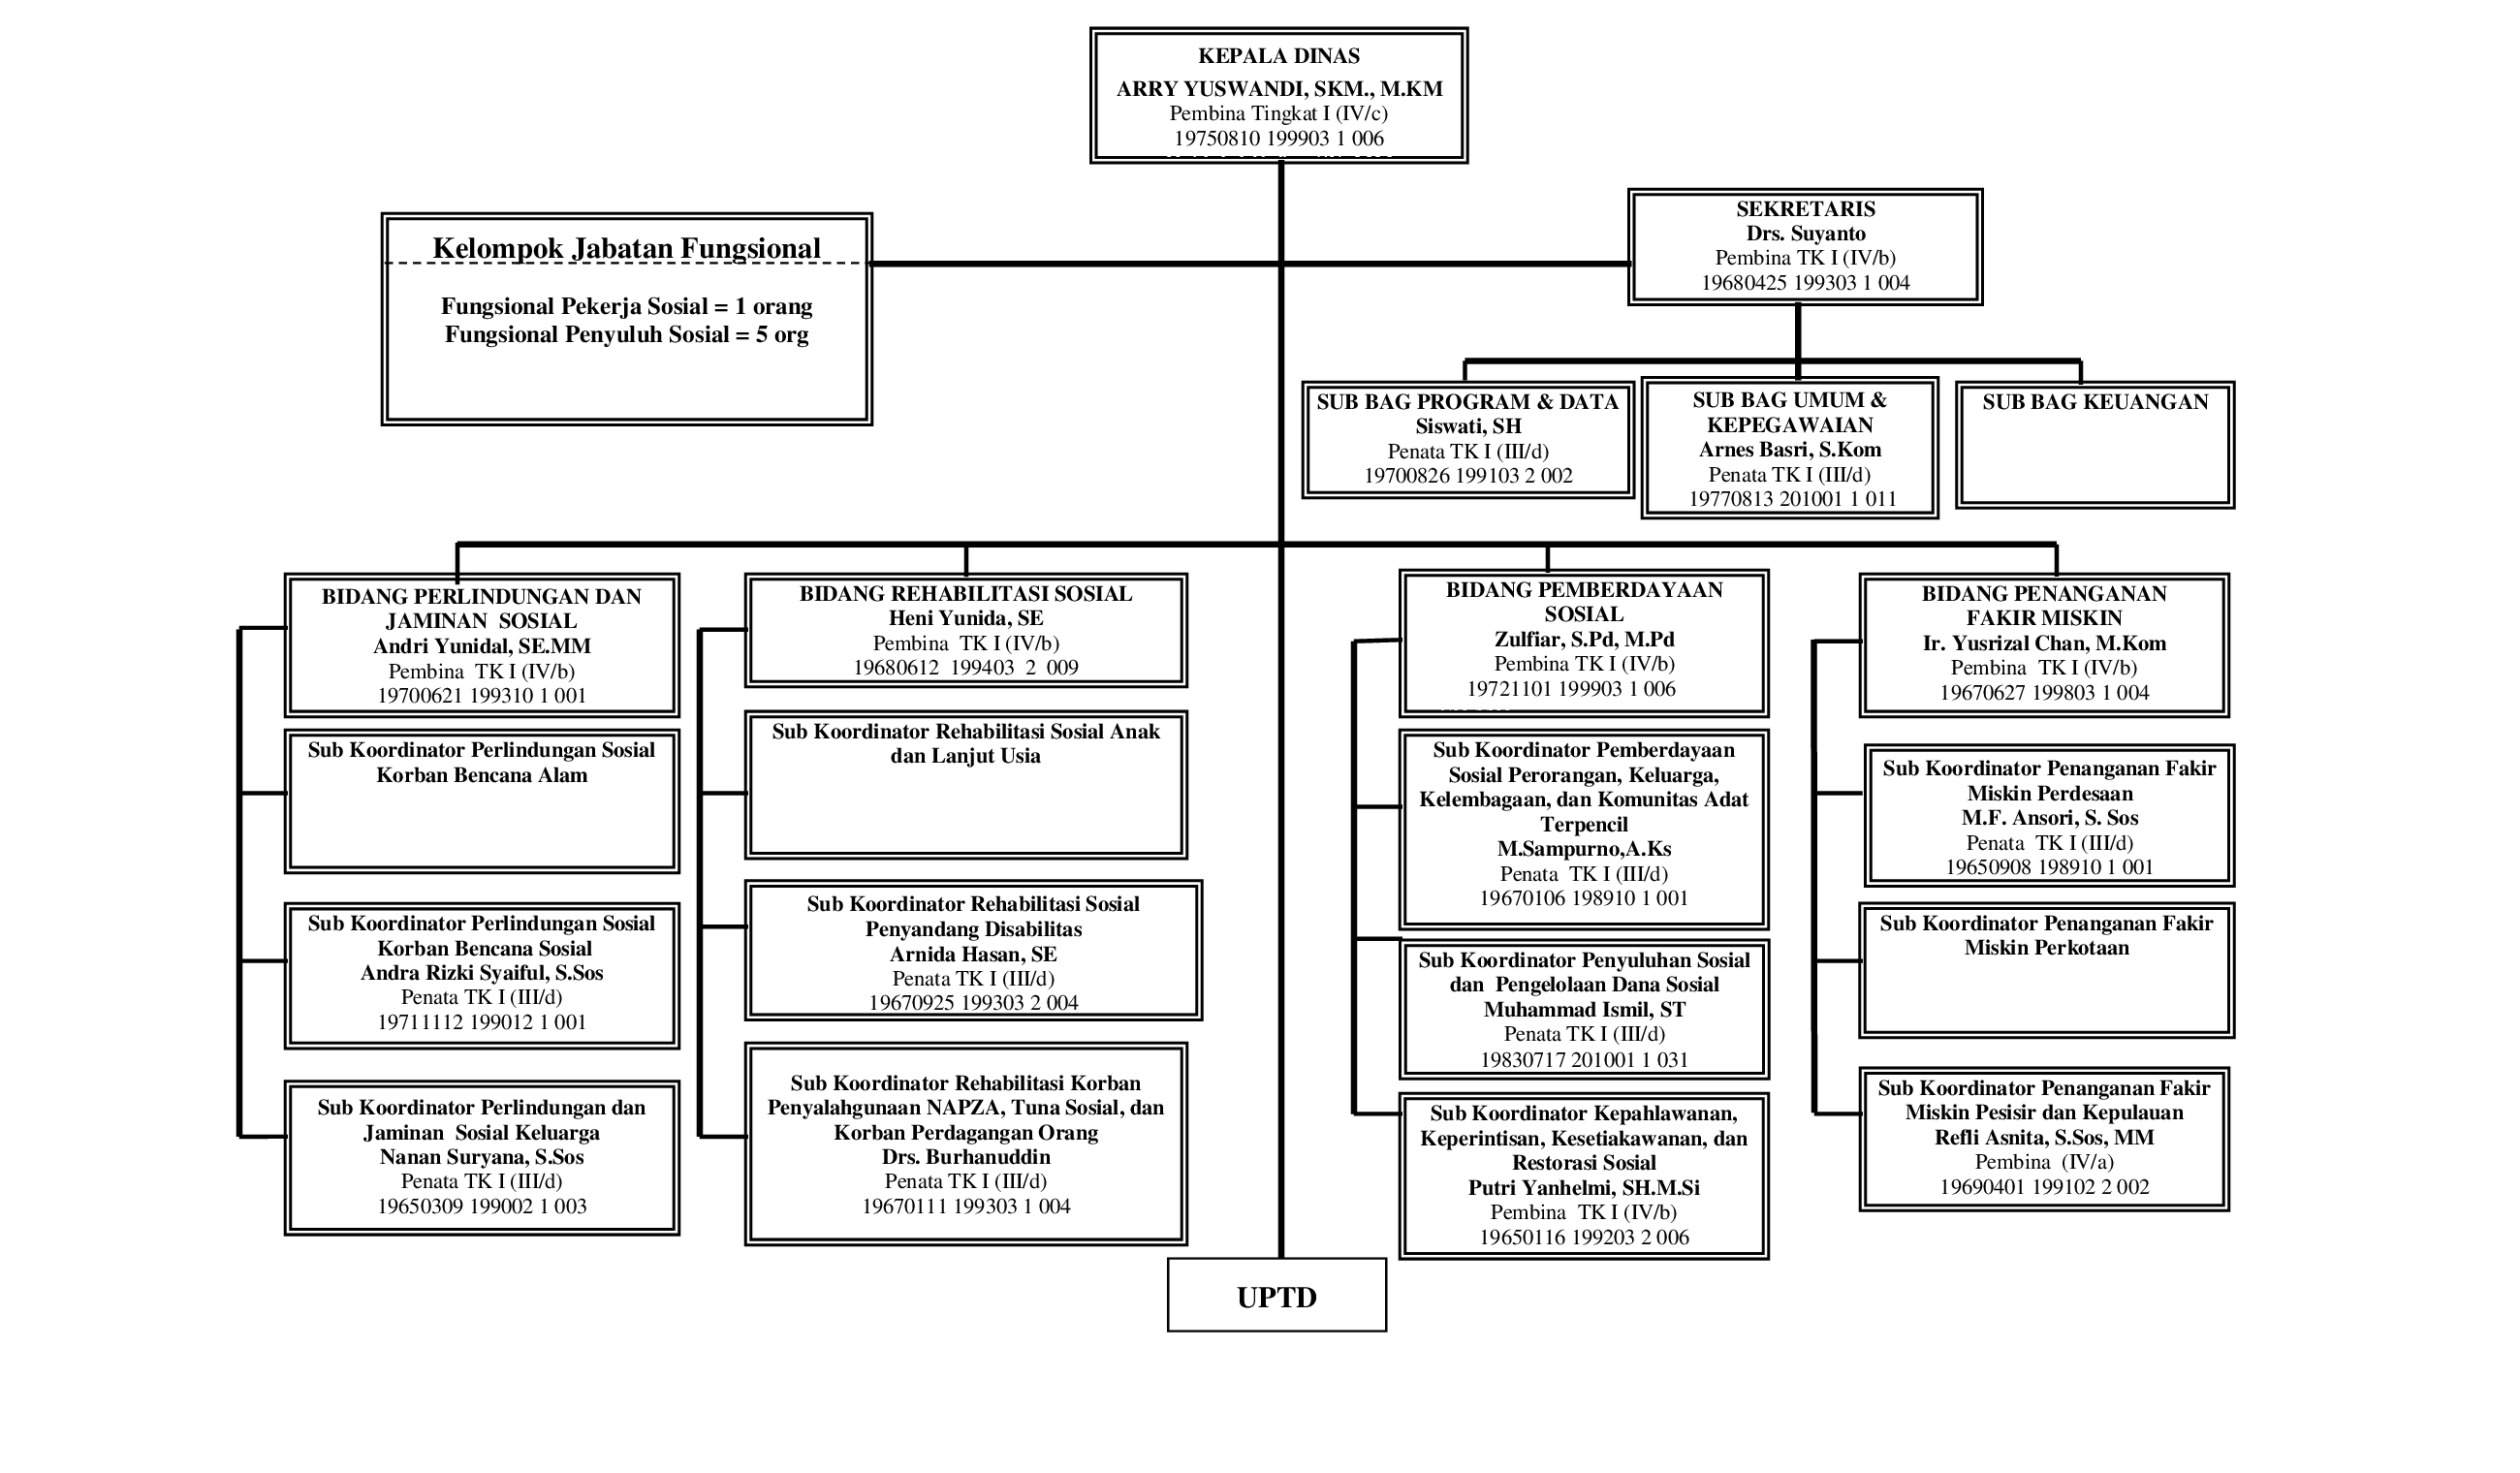 KEPALA DINAS
ARRY YUSWANDI, SKM., M.KM
Pembina Tingkat I (IV/c)
19750810 199903 1 006
Kelompok Jabatan Fungsional
Fungsional Pekerja Sosial = 1 orang
Fungsional Penyuluh Sosial = 5 org
SEKRETARIS
Drs. Suyanto
Pembina TK I (IV/b)
19680425 199303 1 004
SUB BAG PROGRAM & DATA
Siswati, SH
Penata TK I (III/d)
19700826 199103 2 002
SUB BAG UMUM &
KEPEGAWAIAN
Arnes Basri, S.Kom
Penata TK I (III/d)
19770813 201001 1 011
SUB BAG KEUANGAN
BIDANG PERLINDUNGAN DAN
JAMINAN  SOSIAL
Andri Yunidal, SE.MM
Pembina  TK I (IV/b)
19700621 199310 1 001
Sub Koordinator Perlindungan Sosial
Korban Bencana Alam
Sub Koordinator Perlindungan Sosial
Korban Bencana Sosial
Andra Rizki Syaiful, S.Sos
Penata TK I (III/d)
19711112 199012 1 001
Sub Koordinator Perlindungan dan
Jaminan  Sosial Keluarga
Nanan Suryana, S.Sos
Penata TK I (III/d)
19650309 199002 1 003
BIDANG REHABILITASI SOSIAL
Heni Yunida, SE
Pembina  TK I (IV/b)
19680612  199403  2  009
Sub Koordinator Rehabilitasi Sosial Anak
dan Lanjut Usia
Sub Koordinator Rehabilitasi Sosial
Penyandang Disabilitas
Arnida Hasan, SE
Penata TK I (III/d)
19670925 199303 2 004
Sub Koordinator Rehabilitasi Korban
Penyalahgunaan NAPZA, Tuna Sosial, dan
Korban Perdagangan Orang
Drs. Burhanuddin
Penata TK I (III/d)
19670111 199303 1 004
BIDANG PEMBERDAYAAN
SOSIAL
Zulfiar, S.Pd, M.Pd
Pembina TK I (IV/b)
19721101 199903 1 006
Sub Koordinator Pemberdayaan
Sosial Perorangan, Keluarga,
Kelembagaan, dan Komunitas Adat
Terpencil
M.Sampurno,A.Ks
Penata  TK I (III/d)
19670106 198910 1 001
Sub Koordinator Penyuluhan Sosial
dan  Pengelolaan Dana Sosial
Muhammad Ismil, ST
Penata TK I (III/d)
19830717 201001 1 031
Sub Koordinator Kepahlawanan,
Keperintisan, Kesetiakawanan, dan
Restorasi Sosial
Putri Yanhelmi, SH.M.Si
Pembina  TK I (IV/b)
19650116 199203 2 006
BIDANG PENANGANAN
FAKIR MISKIN
Ir. Yusrizal Chan, M.Kom
Pembina  TK I (IV/b)
19670627 199803 1 004
Sub Koordinator Penanganan Fakir
Miskin Perdesaan
M.F. Ansori, S. Sos
Penata  TK I (III/d)
19650908 198910 1 001
Sub Koordinator Penanganan Fakir
Miskin Perkotaan
Sub Koordinator Penanganan Fakir
Miskin Pesisir dan Kepulauan
Refli Asnita, S.Sos, MM
Pembina  (IV/a)
19690401 199102 2 002
UPTD